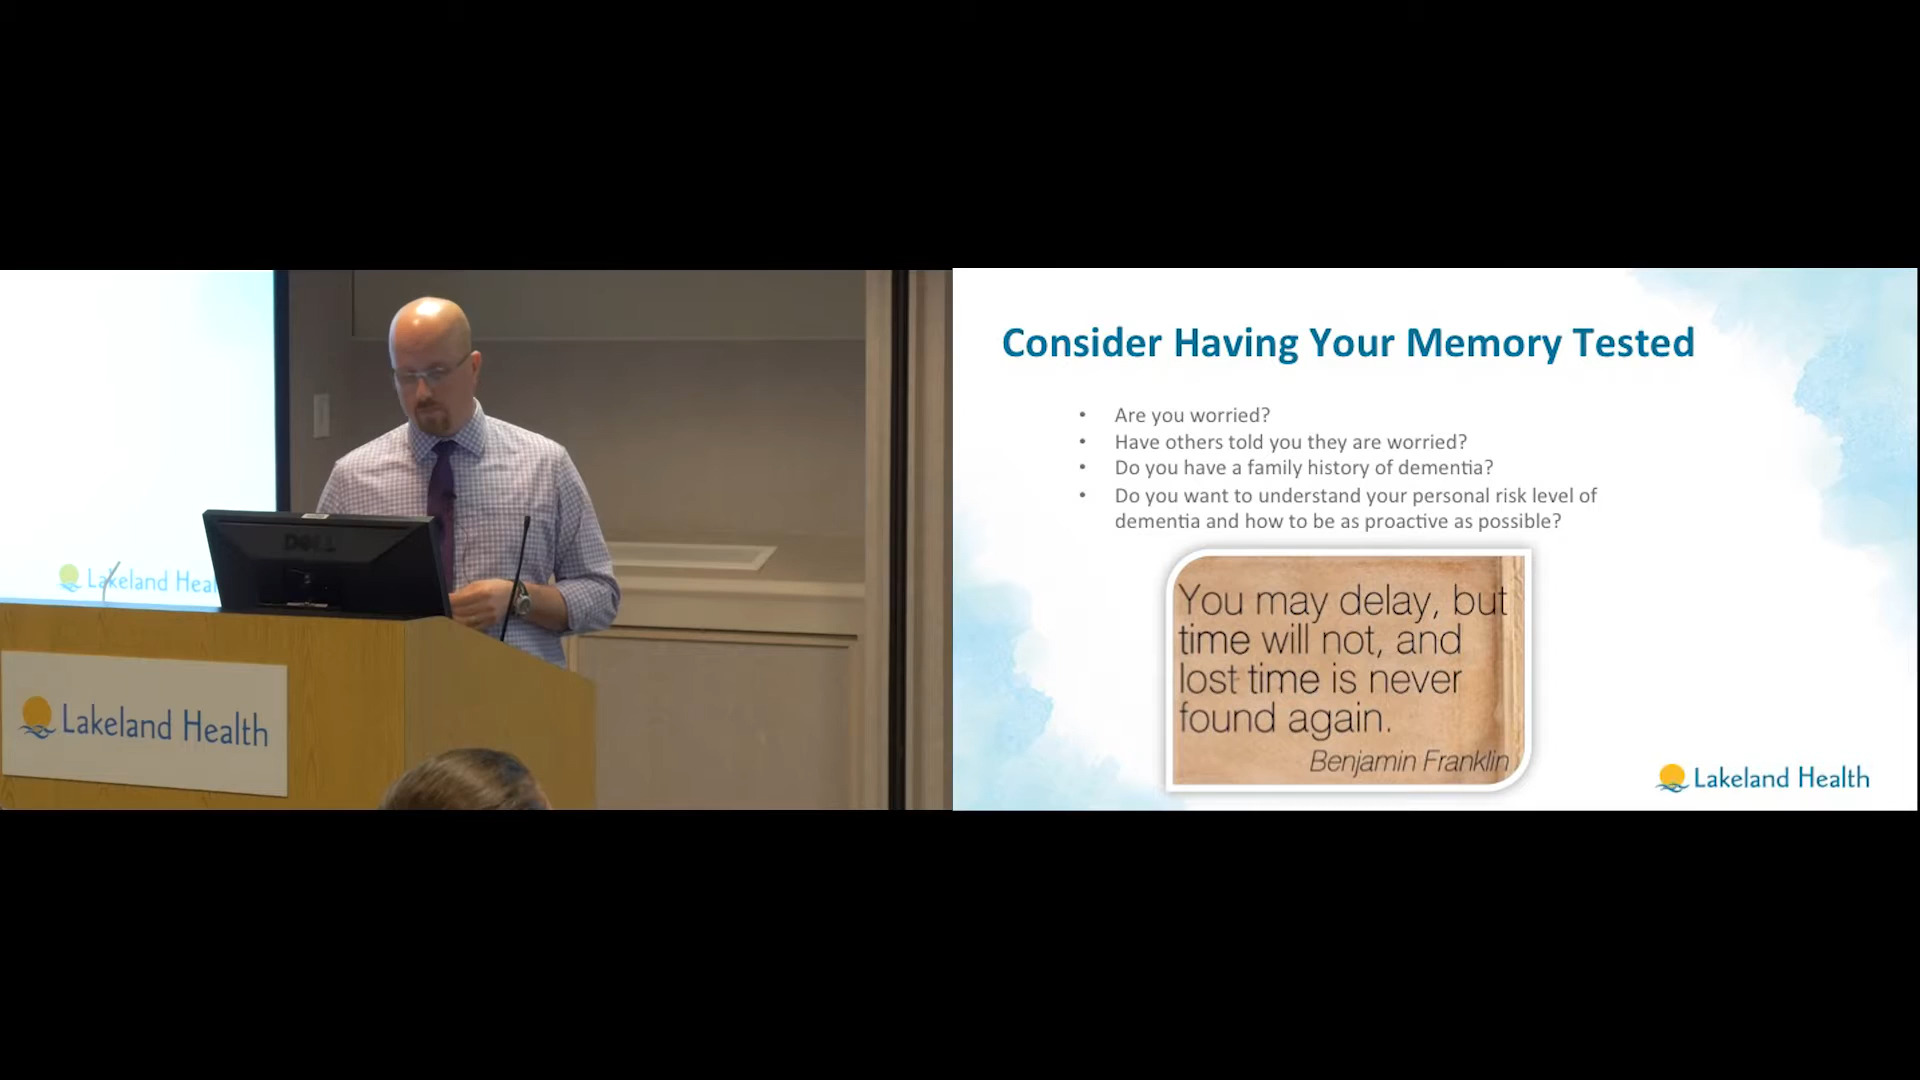 DELL
Lakeland Heal
Lakeland Health
Consider Having Your Memory Tested
• Are you worried?
• Have others told you they are worried?
• Do you have a family history of dementia?
• Do you want to understand your personal risk level of
dementia and how to be as proactive as possible?
You may delay, but
time will not, and
lost time is never
found again.
Benjamin Franklin
Lakeland Health